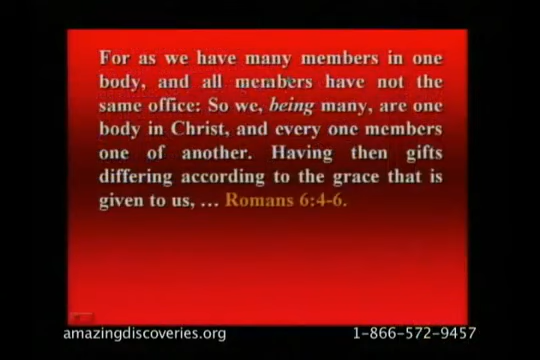 For as we have many members in one
body, and all members have not the
same office: So we, being many, are one
body in Christ, and every one members
one of another. Having then gifts
differing according to the grace that is
given to us, ... Romans 6:4-6.
amazingdiscoveries.org 1-866-572-9457